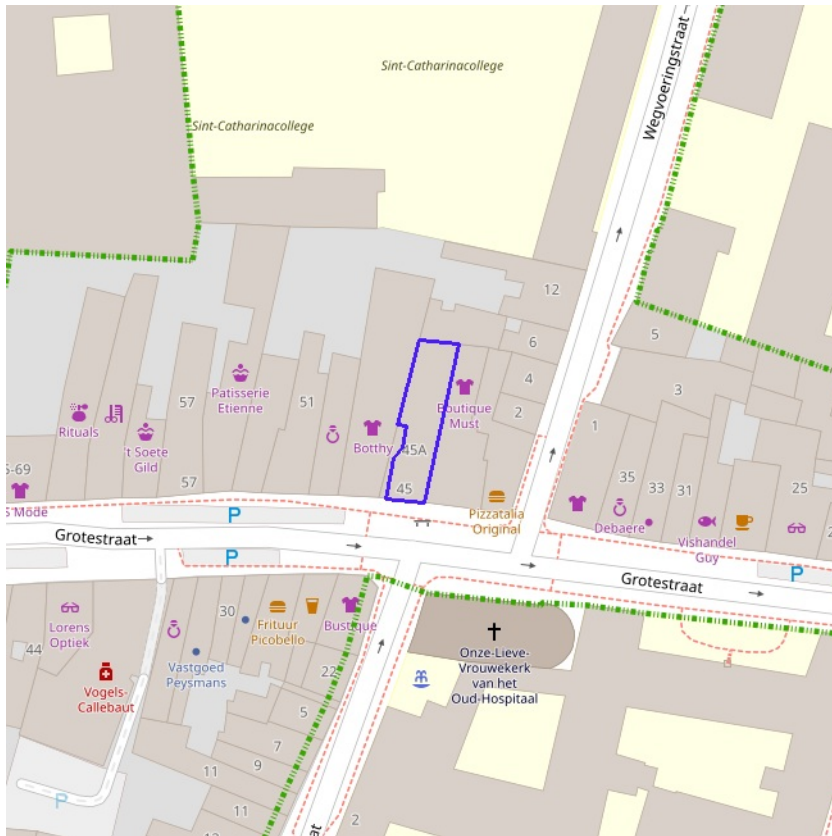 Sint-Catharinacollege
Sint-Catharinacollege
Wegvoeringstraat
12
6
5
4
3
2
1
57
Patisserie
Etienne
51
Rituals
't Soete
Gild
Botthy
Boutique
Must
45A
45
57
6-69
S Mode
Pizzatalia
Original
35
33
31
25
Debaere
Vishandel
Guy
P
Grotestraat
P
Grotestraat
P
Lorens
Optiek
44
30
Frituur
Picobello
Bustique
Vastgoed
Peysmans
22
Vogels-
Callebaut
Onze-Lieve-
Vrouwekerk
van het
Oud-Hospitaal
5
7
9
11
11
2
P